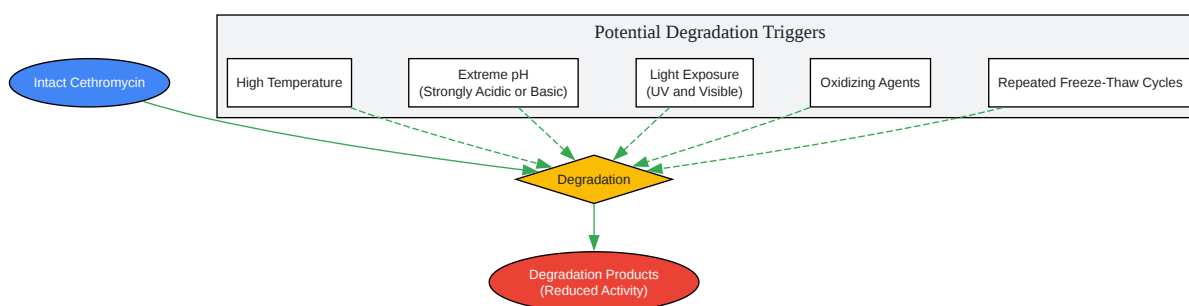 Potential Degradation Triggers
Intact Cethromycin
High Temperature
Extreme pH
(Strongly Acidic or Basic)
Light Exposure
(UV and Visible)
Oxidizing Agents
Repeated Freeze-Thaw Cycles
Degradation
Degradation Products
(Reduced Activity)